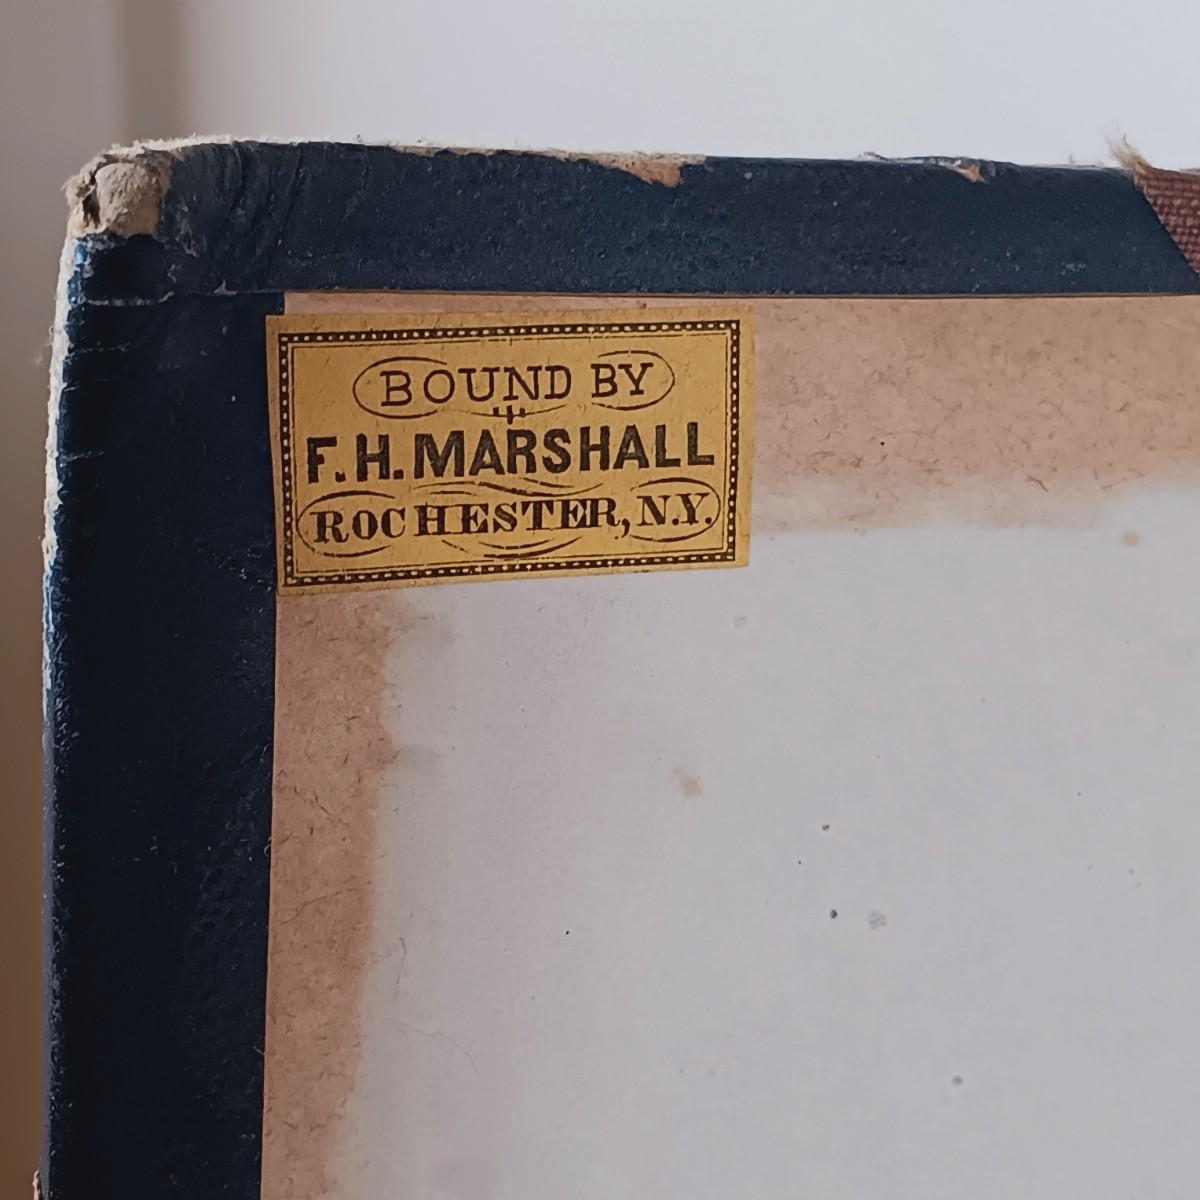 BOUND BY
F. H. MARSHALL
ROCHESTER, N.Y.